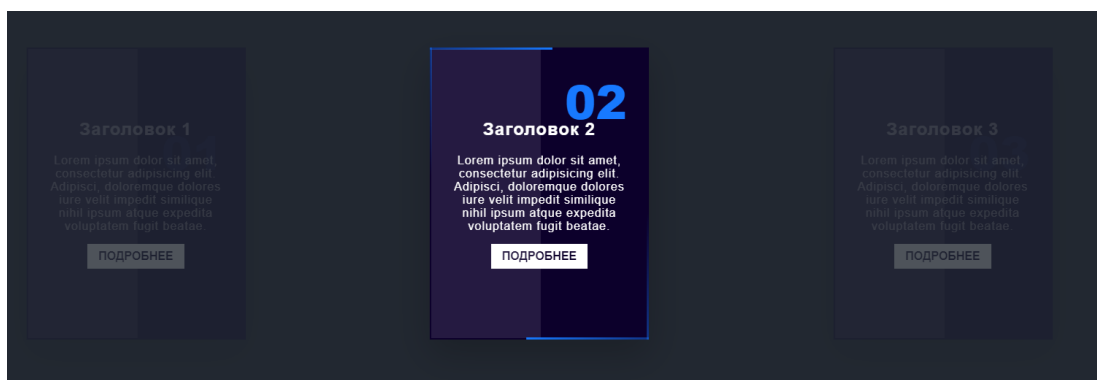 Заголовок 1
Lorem ipsum dolor sit amet,
consectetur adipisicing elit.
Adipisci, doloremque dolores
iure velit impedit similique
nihil ipsum atque expedita
voluptatem fugit beatae.
ПОДРОБНЕЕ
02
Заголовок 2
Lorem ipsum dolor sit amet,
consectetur adipisicing elit.
Adipisci, doloremque dolores
iure velit impedit similique
nihil ipsum atque expedita
voluptatem fugit beatae.
ПОДРОБНЕЕ
Заголовок 3
Lorem ipsum dolor sit amet,
consectetur adipisicing elit.
Adipisci, doloremque dolores
iure velit impedit similique
nihil ipsum atque expedita
voluptatem fugit beatae.
ПОДРОБНЕЕ